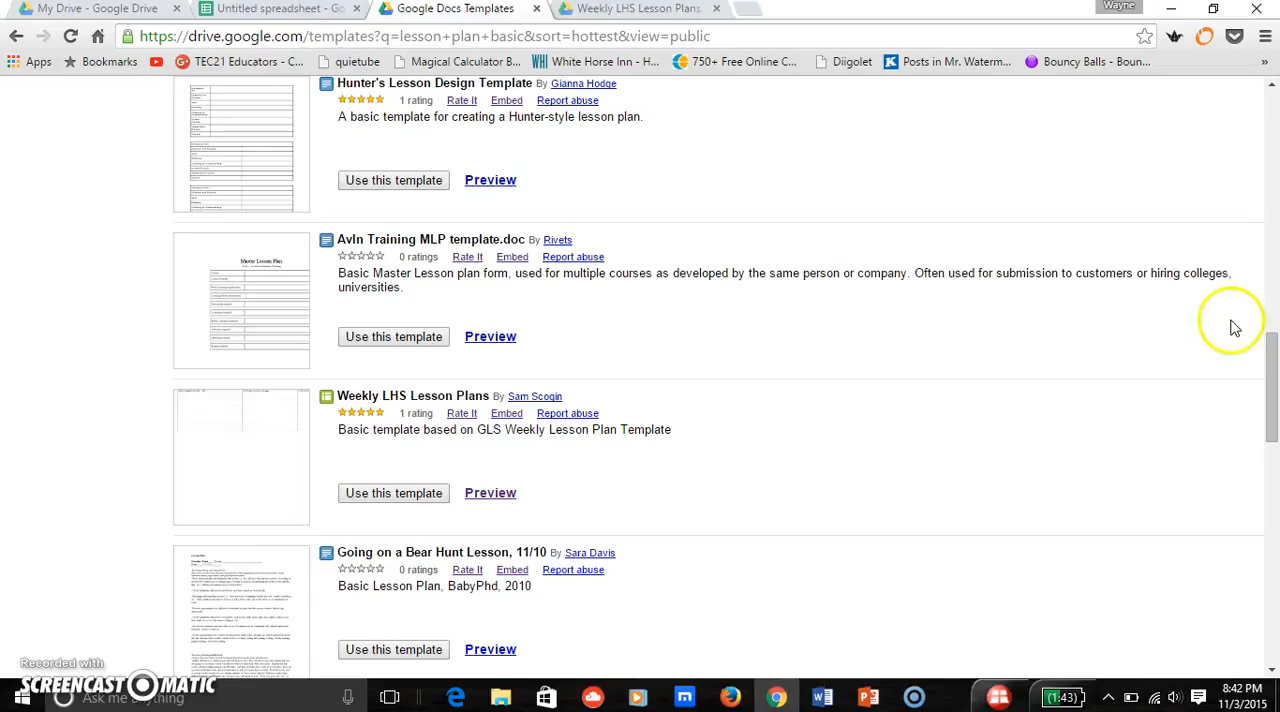 My Drive - Google Drive
Untitled spreadsheet - Go
Google Docs Templates
Weekly LHS Lesson Plans
Wayne
https://drive.google.com/templates?q=lesson+plan+basic&sort=hottest&view=public
Apps
Bookmarks
TEC21 Educators - C...
quietube
Magical Calculator B...
WHI White Horse Inn - H...
750+ Free Online C...
Diigolet
K Posts in Mr. Waterm...
Bouncy Balls - Boun...
»
Hunter's Lesson Design Template By Gianna Hodge
1 rating Rate It Embed Report abuse
A basic template for creating a Hunter-style lesson plan.
Use this template Preview
AvIn Training MLP template.doc By Rivets
0 ratings Rate It Embed Report abuse
Basic Master Lesson plan form, used for multiple courses developed by the same person or company. Often used for submission to customers or hiring colleges,
universities.
Master Lesson Plan
Use this template Preview
Weekly LHS Lesson Plans By Sam Scogin
1 rating Rate It Embed Report abuse
Basic template based on GLS Weekly Lesson Plan Template
Use this template Preview
Going on a Bear Hunt Lesson, 11/10 By Sara Davis
0 ratings Rate It Embed Report abuse
Basic Lesson Plan, Bates 09/10
Use this template Preview
Recorded with
SCREENCAST MATIC
Ask me anything
(1:43)
8:42 PM
11/3/2015